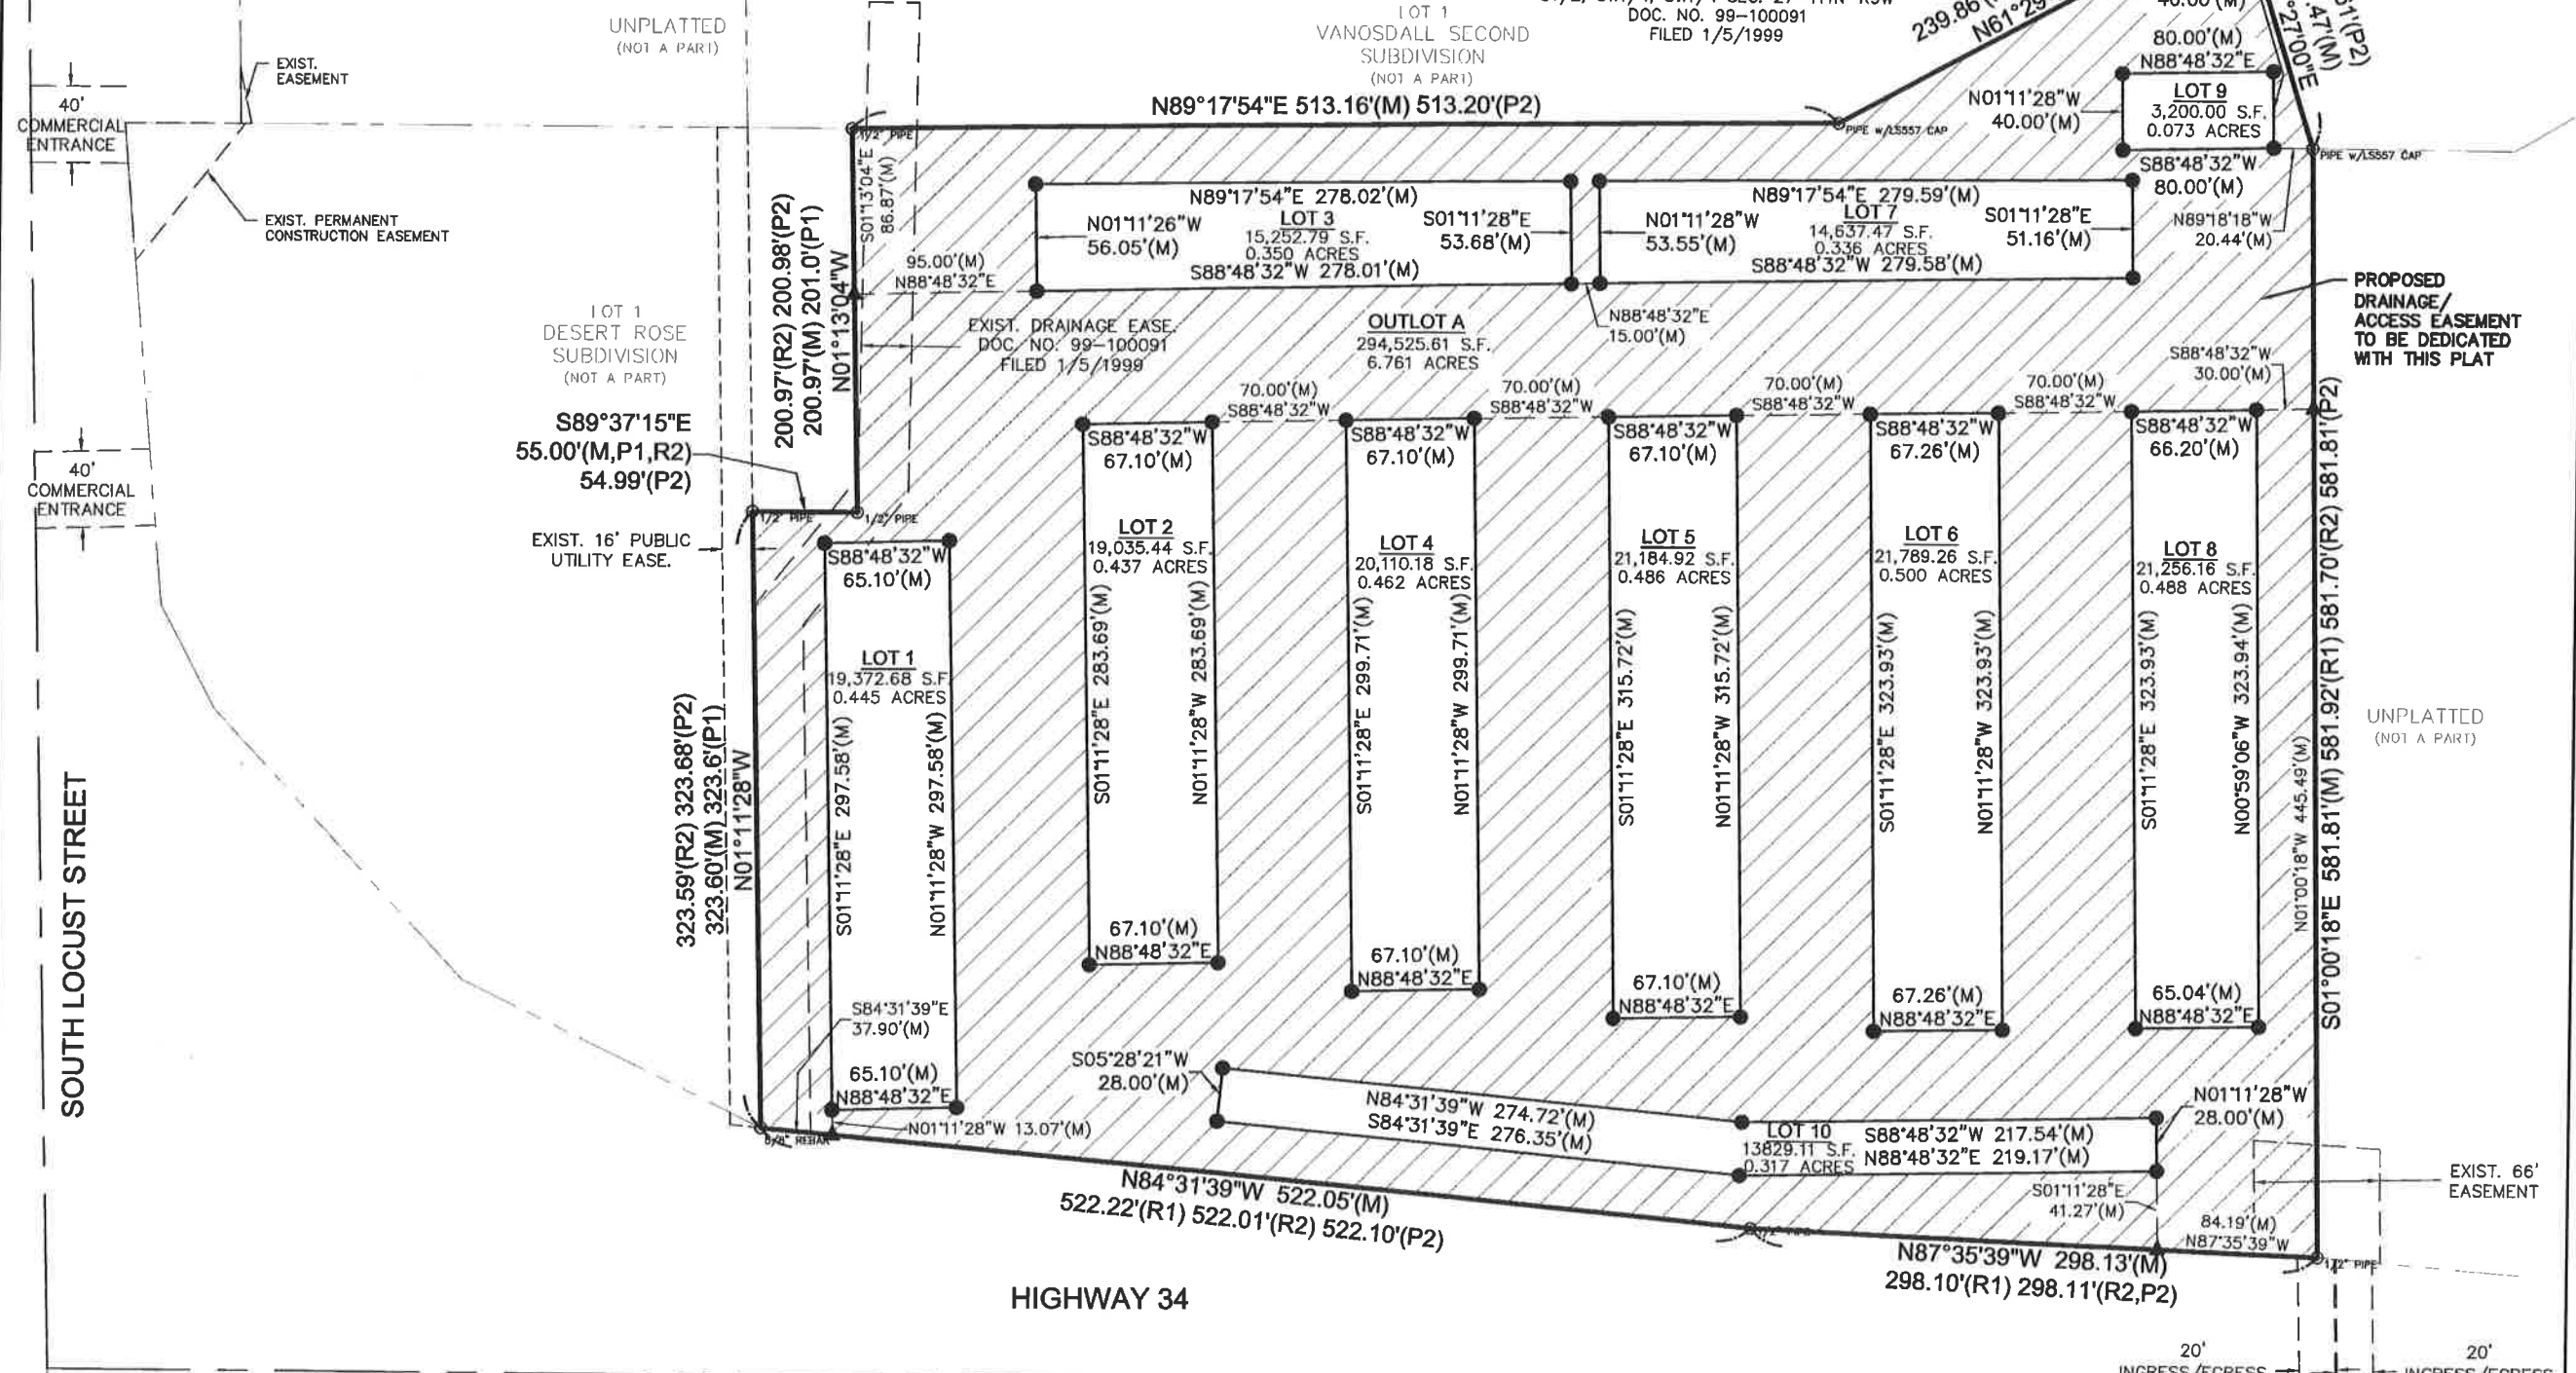 UNPLATTED
(NOT A PART)
EXIST.
EASEMENT
40'
COMMERCIAL
ENTRANCE
EXIST. PERMANENT
CONSTRUCTION EASEMENT
LOT 1
VANOSDALL SECOND
SUBDIVISION
(NOT A PART)
DOC. NO. 99-100091
FILED 1/5/1999
N89°17'54"E 513.16'(M) 513.20'(P2)
1/2" PIPE
PIPE w/LS557 CAP
239.86'
N61°29'
40.00'(M)
80.00'(M)
N88°48'32"E
LOT 9
3,200.00 S.F.
0.073 ACRES
N01°11'28"W
40.00'(M)
S88°48'32"W
80.00'(M)
PIPE w/LS557 CAP
N89°18'18"W
20.44'(M)
S01°13'04"E
86.87'(M)
N89°17'54"E 278.02'(M)
LOT 3
15,252.79 S.F.
0.350 ACRES
S88°48'32"W 278.01'(M)
N01°11'26"W
56.05'(M)
S01°11'28"E
53.68'(M)
N89°17'54"E 279.59'(M)
LOT 7
14,637.47 S.F.
0.336 ACRES
S88°48'32"W 279.58'(M)
N01°11'28"W
53.55'(M)
S01°11'28"E
51.16'(M)
95.00'(M)
N88°48'32"E
200.97'(R2) 200.98'(P2)
200.97'(M) 201.0'(P1)
N01°13'04"W
PROPOSED
DRAINAGE/
ACCESS EASEMENT
TO BE DEDICATED
WITH THIS PLAT
LOT 1
DESERT ROSE
SUBDIVISION
(NOT A PART)
EXIST. DRAINAGE EASE.
DOC. NO. 99-100091
FILED 1/5/1999
OUTLOT A
294,525.61 S.F.
6.761 ACRES
N88°48'32"E
15.00'(M)
S88°48'32"W
30.00'(M)
70.00'(M)
S88°48'32"W
70.00'(M)
S88°48'32"W
70.00'(M)
S88°48'32"W
70.00'(M)
S88°48'32"W
S89°37'15"E
55.00'(M,P1,R2)
54.99'(P2)
40'
COMMERCIAL
ENTRANCE
EXIST. 16' PUBLIC
UTILITY EASE.
1/2" PIPE
1/2" PIPE
S88°48'32"W
65.10'(M)
LOT 1
19,372.68 S.F.
0.445 ACRES
S01°11'28"E 297.58'(M)
N01°11'28"W 297.58'(M)
65.10'(M)
N88°48'32"E
S88°48'32"W
67.10'(M)
LOT 2
19,035.44 S.F.
0.437 ACRES
S01°11'28"E 283.69'(M)
N01°11'28"W 283.69'(M)
67.10'(M)
N88°48'32"E
S88°48'32"W
67.10'(M)
LOT 4
20,110.18 S.F.
0.462 ACRES
S01°11'28"E 299.71'(M)
N01°11'28"W 299.71'(M)
67.10'(M)
N88°48'32"E
S88°48'32"W
67.10'(M)
LOT 5
21,184.92 S.F.
0.486 ACRES
S01°11'28"E 315.72'(M)
N01°11'28"W 315.72'(M)
67.10'(M)
N88°48'32"E
S88°48'32"W
67.26'(M)
LOT 6
21,789.26 S.F.
0.500 ACRES
S01°11'28"E 323.93'(M)
N01°11'28"W 323.93'(M)
67.26'(M)
N88°48'32"E
S88°48'32"W
66.20'(M)
LOT 8
21,256.16 S.F.
0.488 ACRES
S01°11'28"E 323.93'(M)
N00°59'06"W 323.94'(M)
65.04'(M)
N88°48'32"E
N01°00'18"W 445.49'(M)
S01°00'18"E 581.81'(M) 581.92'(R1) 581.70'(R2) 581.81'(P2)
UNPLATTED
(NOT A PART)
SOUTH LOCUST STREET
323.59'(R2) 323.68'(P2)
323.60'(M) 323.6'(P1)
N01°11'28"W
S84°31'39"E
37.90'(M)
5/8" REBAR
N01°11'28"W 13.07'(M)
S05°28'21"W
28.00'(M)
N84°31'39"W 274.72'(M)
S84°31'39"E 276.35'(M)
LOT 10
13829.11 S.F.
0.317 ACRES
S88°48'32"W 217.54'(M)
N88°48'32"E 219.17'(M)
N01°11'28"W
28.00'(M)
S01°11'28"E
41.27'(M)
84.19'(M)
N87°35'39"W
EXIST. 66'
EASEMENT
N84°31'39"W 522.05'(M)
522.22'(R1) 522.01'(R2) 522.10'(P2)
N87°35'39"W 298.13'(M)
298.10'(R1) 298.11'(R2,P2)
1/2" PIPE
HIGHWAY 34
20'
20'